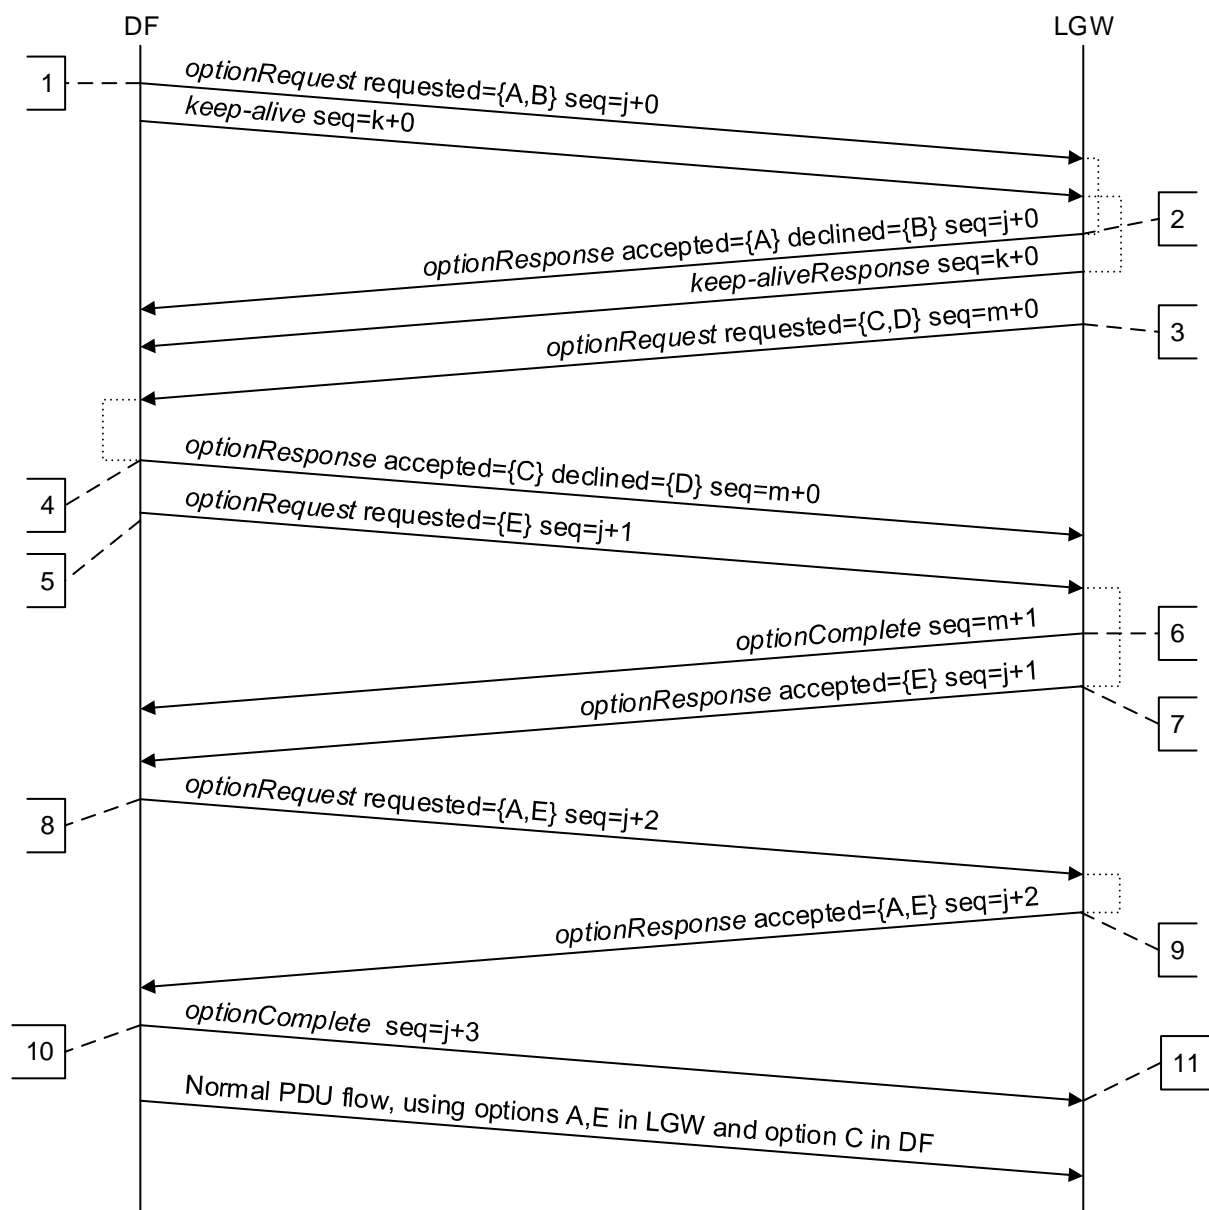 DF
LGW
1
optionRequest requested={A,B} seq=j+0
keep-alive seq=k+0
2
optionResponse accepted={A} declined={B} seq=j+0
keep-aliveResponse seq=k+0
3
optionRequest requested={C,D} seq=m+0
optionResponse accepted={C} declined={D} seq=m+0
4
optionRequest requested={E} seq=j+1
5
optionComplete seq=m+1
6
optionResponse accepted={E} seq=j+1
7
optionRequest requested={A,E} seq=j+2
8
optionResponse accepted={A,E} seq=j+2
9
optionComplete seq=j+3
10
11
Normal PDU flow, using options A,E in LGW and option C in DF